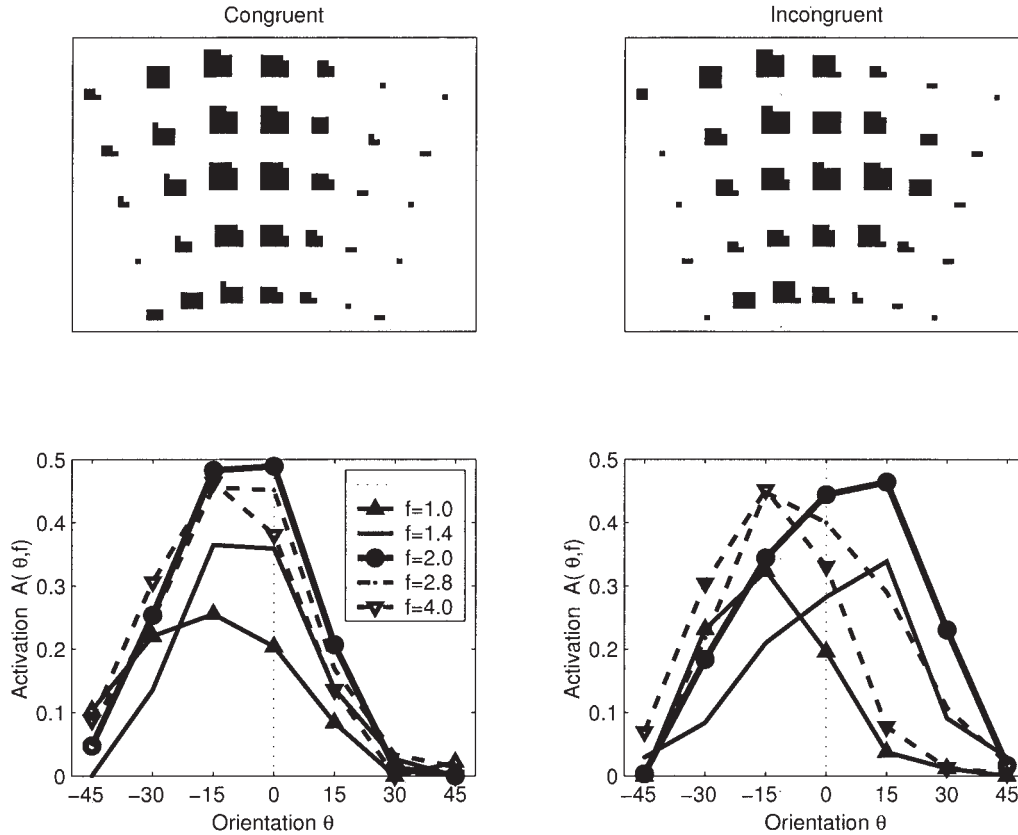 Congruent
Incongruent
0.5
0.4
0.3
0.2
0.1
0
Activation A( θ,f)
f=1.0
f=1.4
f=2.0
f=2.8
f=4.0
−45 −30 −15 0 15 30 45
Orientation θ
0.5
0.4
0.3
0.2
0.1
0
Activation A( θ,f)
−45 −30 −15 0 15 30 45
Orientation θ